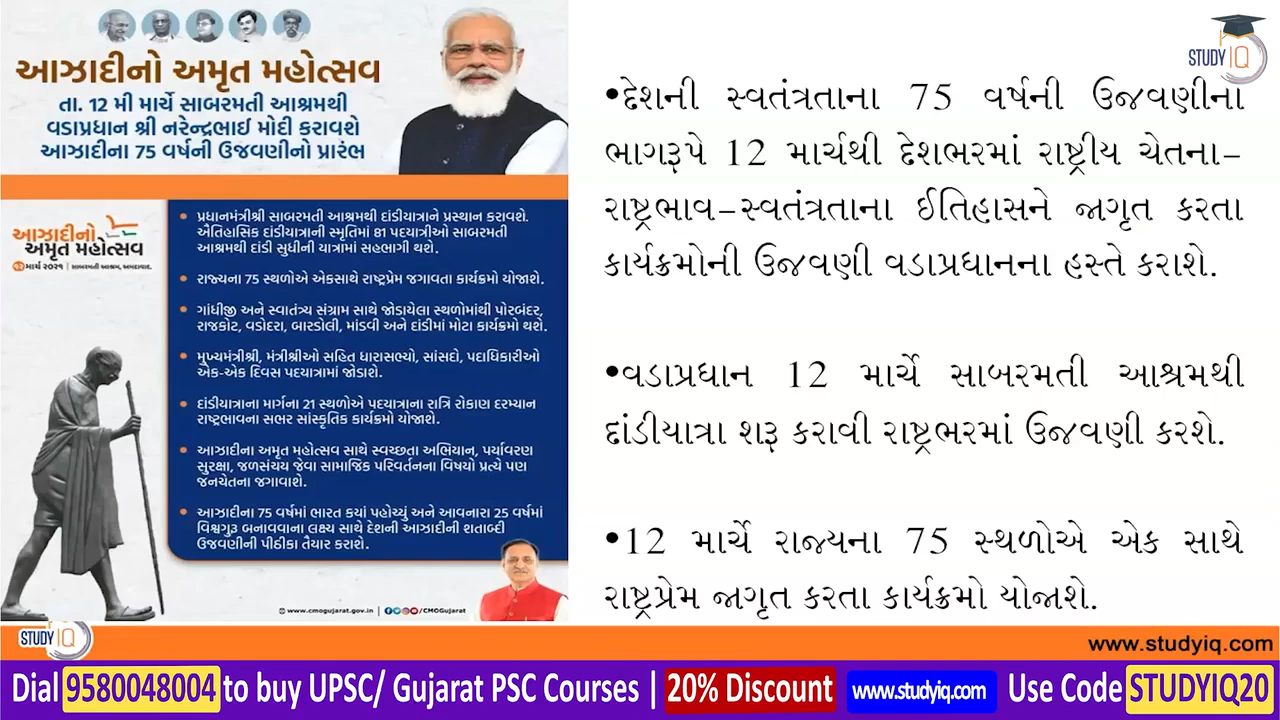 આઝાદીનો અમૃત મહોત્સવ
તા. 12 મી માર્ચે સાબરમતી આશ્રમથી
વડાપ્રધાન શ્રી નરેન્દ્રભાઈ મોદી કરાવશે
આઝાદીના 75 વર્ષની ઉજવણીનો પ્રારંભ
આઝાદીનો
અમૃત મહોત્સવ
૧૨ માર્ચ ૨૦૨૧ | સાબરમતી આશ્રમ, અમદાવાદ.
• પ્રધાનમંત્રીશ્રી સાબરમતી આશ્રમથી દાંડીયાત્રાને પ્રસ્થાન કરાવશે.
ઐતિહાસિક દાંડીયાત્રાની સ્મૃતિમાં 81 પદયાત્રીઓ સાબરમતી
આશ્રમથી દાંડી સુધીની યાત્રામાં સહભાગી થશે.
• રાજ્યના 75 સ્થળોએ એકસાથે રાષ્ટ્રપ્રેમ જગાવતા કાર્યક્રમો યોજાશે.
• ગાંધીજી અને સ્વાતંત્ર્ય સંગ્રામ સાથે જોડાયેલા સ્થળોમાંથી પોરબંદર,
રાજકોટ, વડોદરા, બારડોલી, માંડવી અને દાંડીમાં મોટા કાર્યક્રમો થશે.
• મુખ્યમંત્રીશ્રી, મંત્રીશ્રીઓ સહિત ધારાસભ્યો, સાંસદો, પદાધિકારીઓ
એક-એક દિવસ પદયાત્રામાં જોડાશે.
• દાંડીયાત્રાના માર્ગના 21 સ્થળોએ પદયાત્રાના રાત્રિ રોકાણ દરમ્યાન
રાષ્ટ્રભાવના સભર સાંસ્કૃતિક કાર્યક્રમો યોજાશે.
• આઝાદીના અમૃત મહોત્સવ સાથે સ્વચ્છતા અભિયાન, પર્યાવરણ
સુરક્ષા, જળસંચય જેવા સામાજિક પરિવર્તનના વિષયો પ્રત્યે પણ
જનચેતના જગાવાશે.
• આઝાદીના 75 વર્ષમાં ભારત કયાં પહોચ્યું અને આવનારા 25 વર્ષમાં
વિશ્વગુરૂ બનાવવાના લક્ષ્ય સાથે દેશની આઝાદીની શતાબ્દી
ઉજવણીની પીઠીકા તૈયાર કરાશે.
www.cmogujarat.gov.in | /CMOGujarat
STUDY IQ
•દેશની સ્વતંત્રતાના 75 વર્ષની ઉજવણીના
ભાગરૂપે 12 માર્ચથી દેશભરમાં રાષ્ટ્રીય ચેતના-
રાષ્ટ્રભાવ-સ્વતંત્રતાના ઈતિહાસને જાગૃત કરતા
કાર્યક્રમોની ઉજવણી વડાપ્રધાનના હસ્તે કરાશે.
•વડાપ્રધાન 12 માર્ચે સાબરમતી આશ્રમથી
દાંડીયાત્રા શરૂ કરાવી રાષ્ટ્રભરમાં ઉજવણી કરશે.
•12 માર્ચે રાજ્યના 75 સ્થળોએ એક સાથે
રાષ્ટ્રપ્રેમ જાગૃત કરતા કાર્યક્રમો યોજાશે.
STUDY IQ
www.studyiq.com
Dial 9580048004 to buy UPSC/ Gujarat PSC Courses | 20% Discount www.studyiq.com Use Code STUDYIQ20